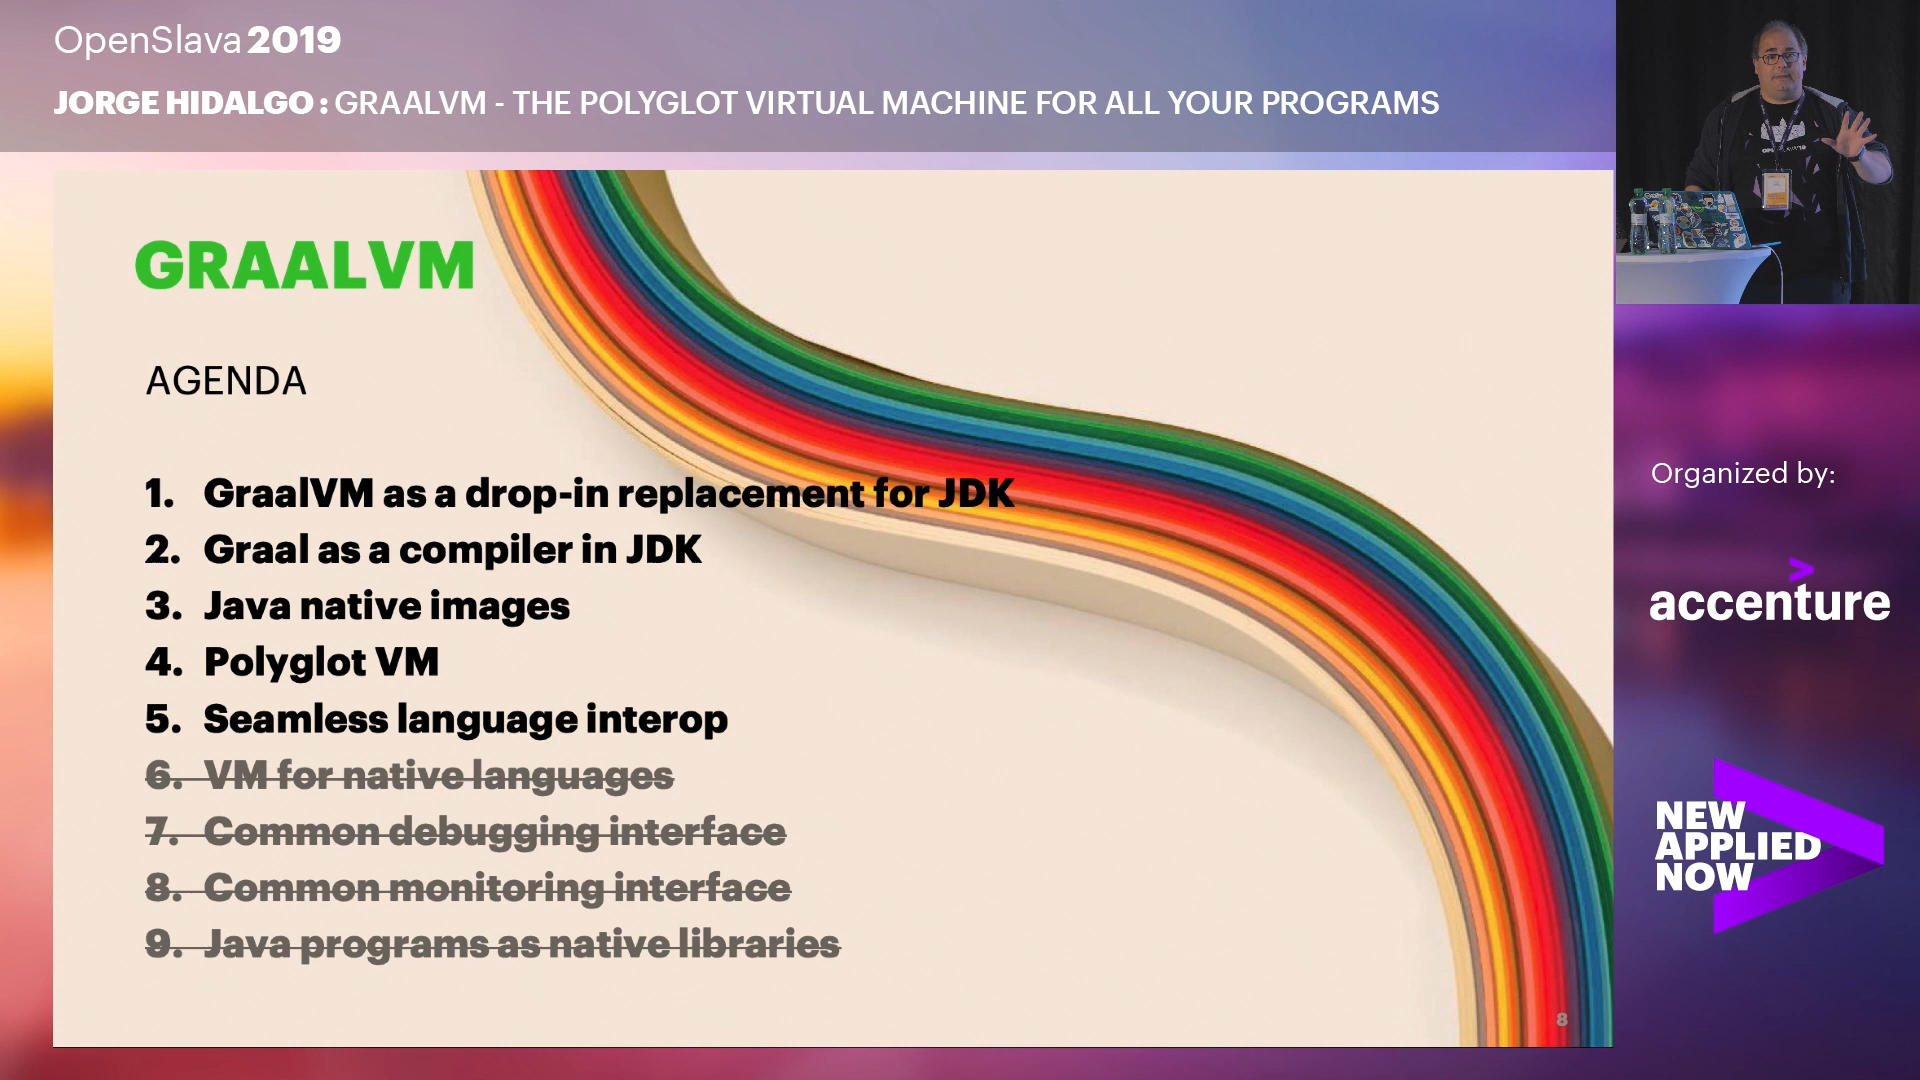 OpenSlava 2019
JORGE HIDALGO : GRAALVM - THE POLYGLOT VIRTUAL MACHINE FOR ALL YOUR PROGRAMS
GRAALVM
AGENDA
1. GraalVM as a drop-in replacement for JDK
2. Graal as a compiler in JDK
3. Java native images
4. Polyglot VM
5. Seamless language interop
6. VM for native languages
7. Common debugging interface
8. Common monitoring interface
9. Java programs as native libraries
8
Organized by:
accenture
NEW
APPLIED
NOW